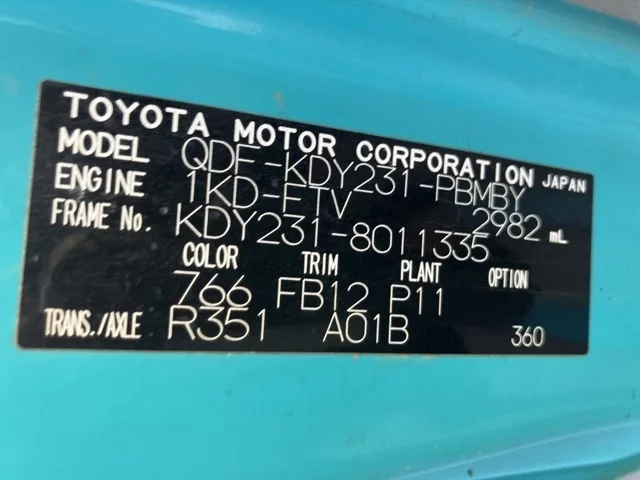 TOYOTA MOTOR CORPORATION JAPAN
MODEL QDF-KDY231-PBMBY
ENGINE 1KD-FTV 2982 mL
FRAME No. KDY231-8011335
COLOR TRIM PLANT OPTION
766 FB12 P11
TRANS./AXLE R351 A01B 360